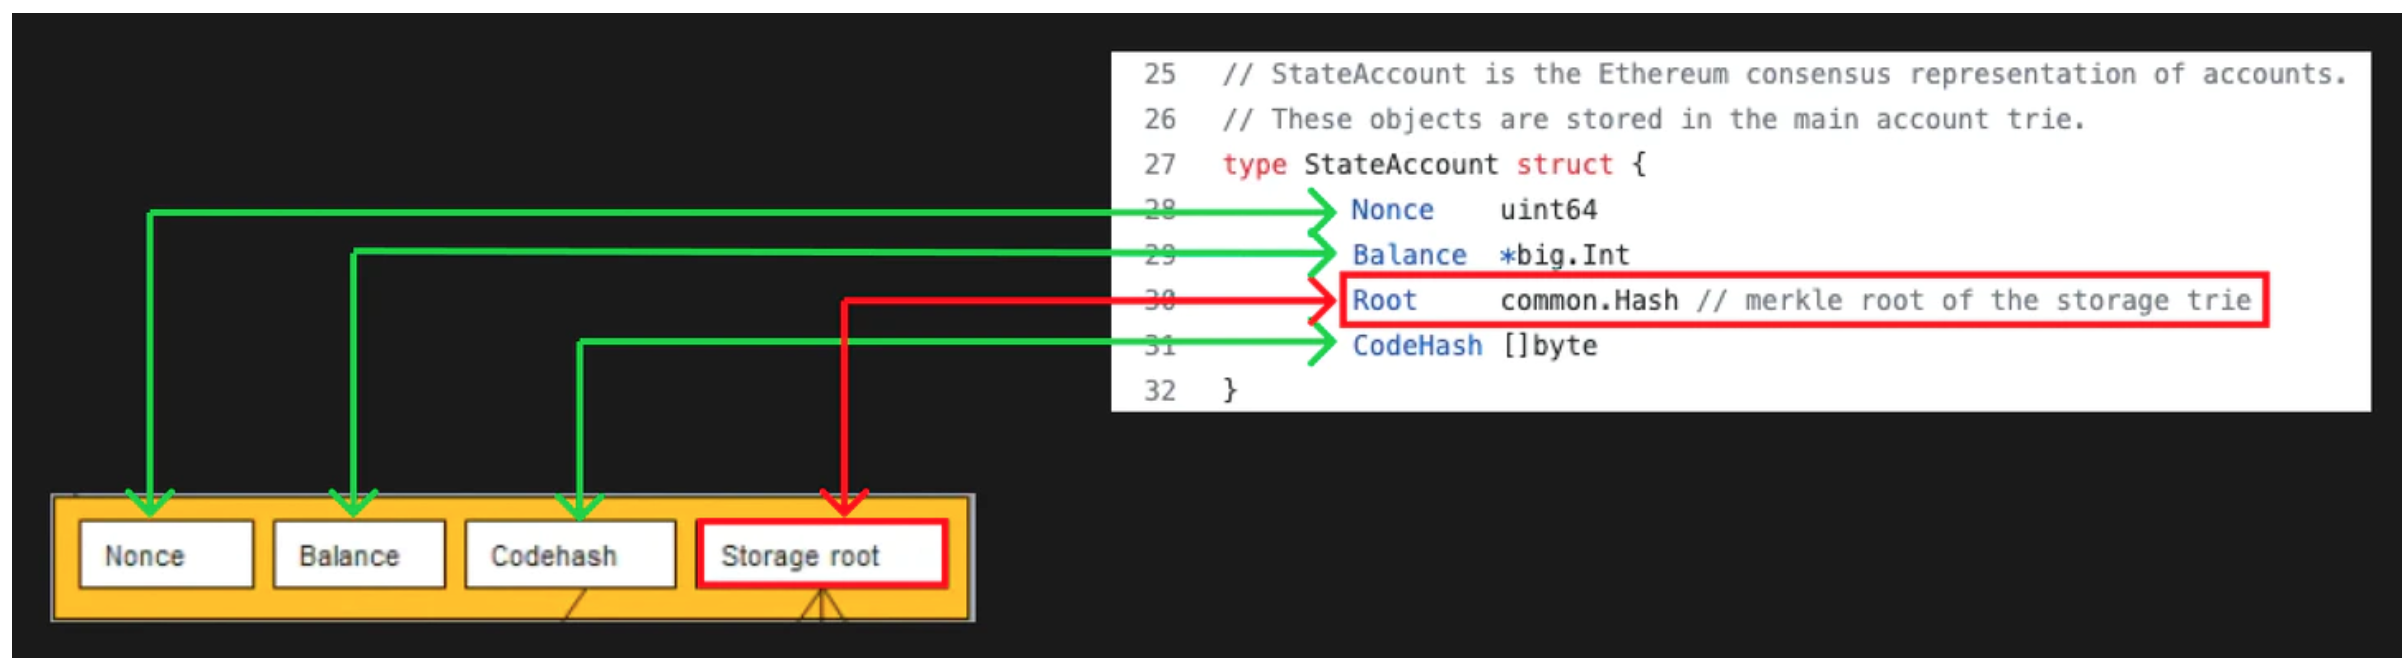 25 // StateAccount is the Ethereum consensus representation of accounts.
26 // These objects are stored in the main account trie.
27 type StateAccount struct {
28 Nonce uint64
29 Balance *big.Int
30 Root common.Hash // merkle root of the storage trie
31 CodeHash []byte
32 }
Nonce Balance Codehash Storage root